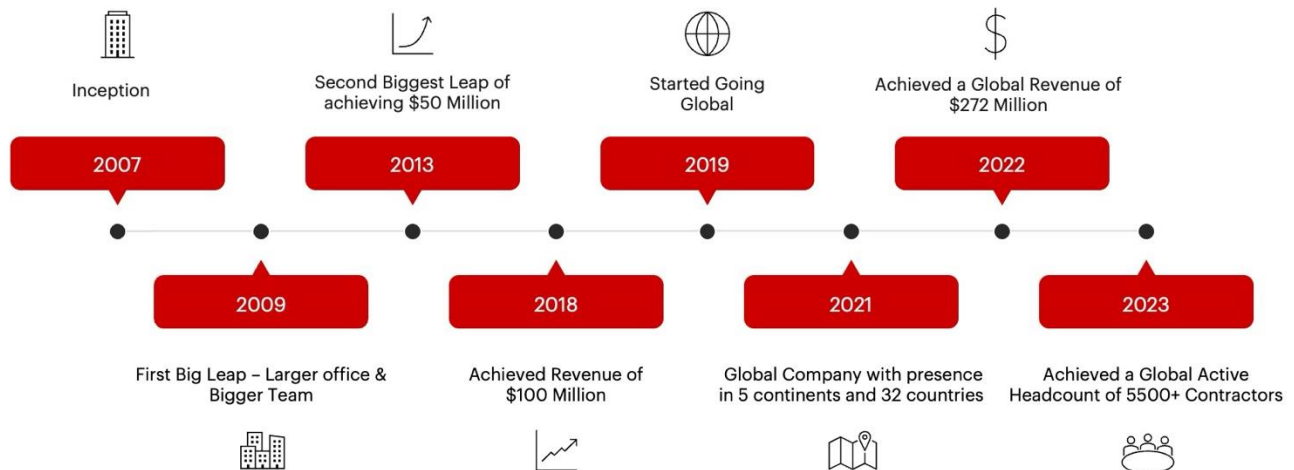 Inception
2007
Second Biggest Leap of
achieving $50 Million
2013
Started Going
Global
2019
Achieved a Global Revenue of
$272 Million
2022
2009
First Big Leap – Larger office &
Bigger Team
2018
Achieved Revenue of
$100 Million
2021
Global Company with presence
in 5 continents and 32 countries
2023
Achieved a Global Active
Headcount of 5500+ Contractors